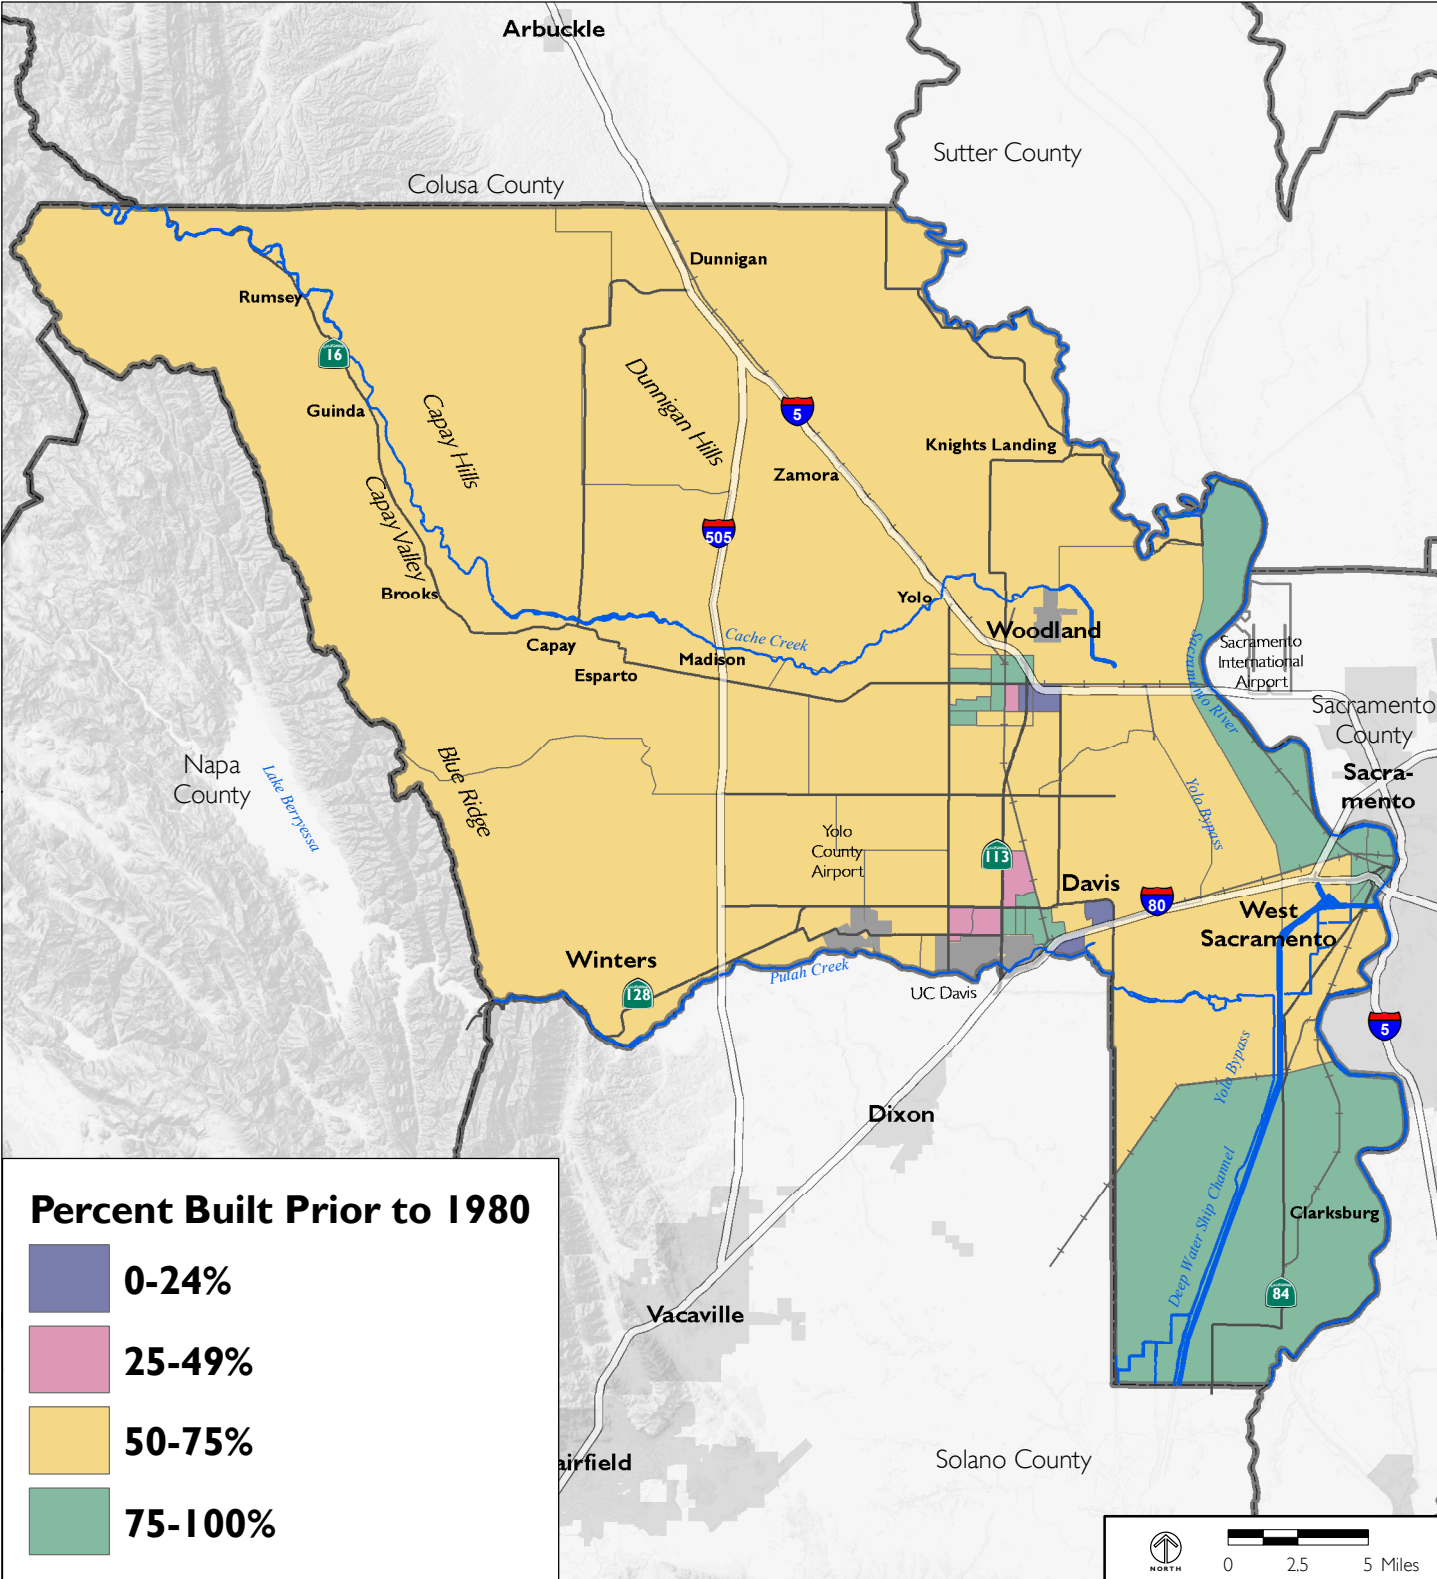 Arbuckle
Sutter County
Colusa County
Dunnigan
Rumsey
CALIFORNIA
16
Guinda
Capay Hills
Dunnigan Hills
5
Knights Landing
Zamora
Capay Valley
505
Brooks
Yolo
Woodland
Cache Creek
Capay
Madison
Esparto
Sacramento River
Sacramento
International
Airport
Sacramento
County
Napa
County
Lake Berryessa
Blue Ridge
Sacra-
mento
Yolo Bypass
Yolo
County
Airport
CALIFORNIA
113
Davis
80
West
Sacramento
Winters
Putah Creek
UC Davis
CALIFORNIA
128
5
Yolo Bypass
Dixon
Deep Water Ship Channel
Clarksburg
CALIFORNIA
84
Vacaville
airfield
Solano County
Percent Built Prior to 1980
0-24%
25-49%
50-75%
75-100%
NORTH
0 2.5 5 Miles